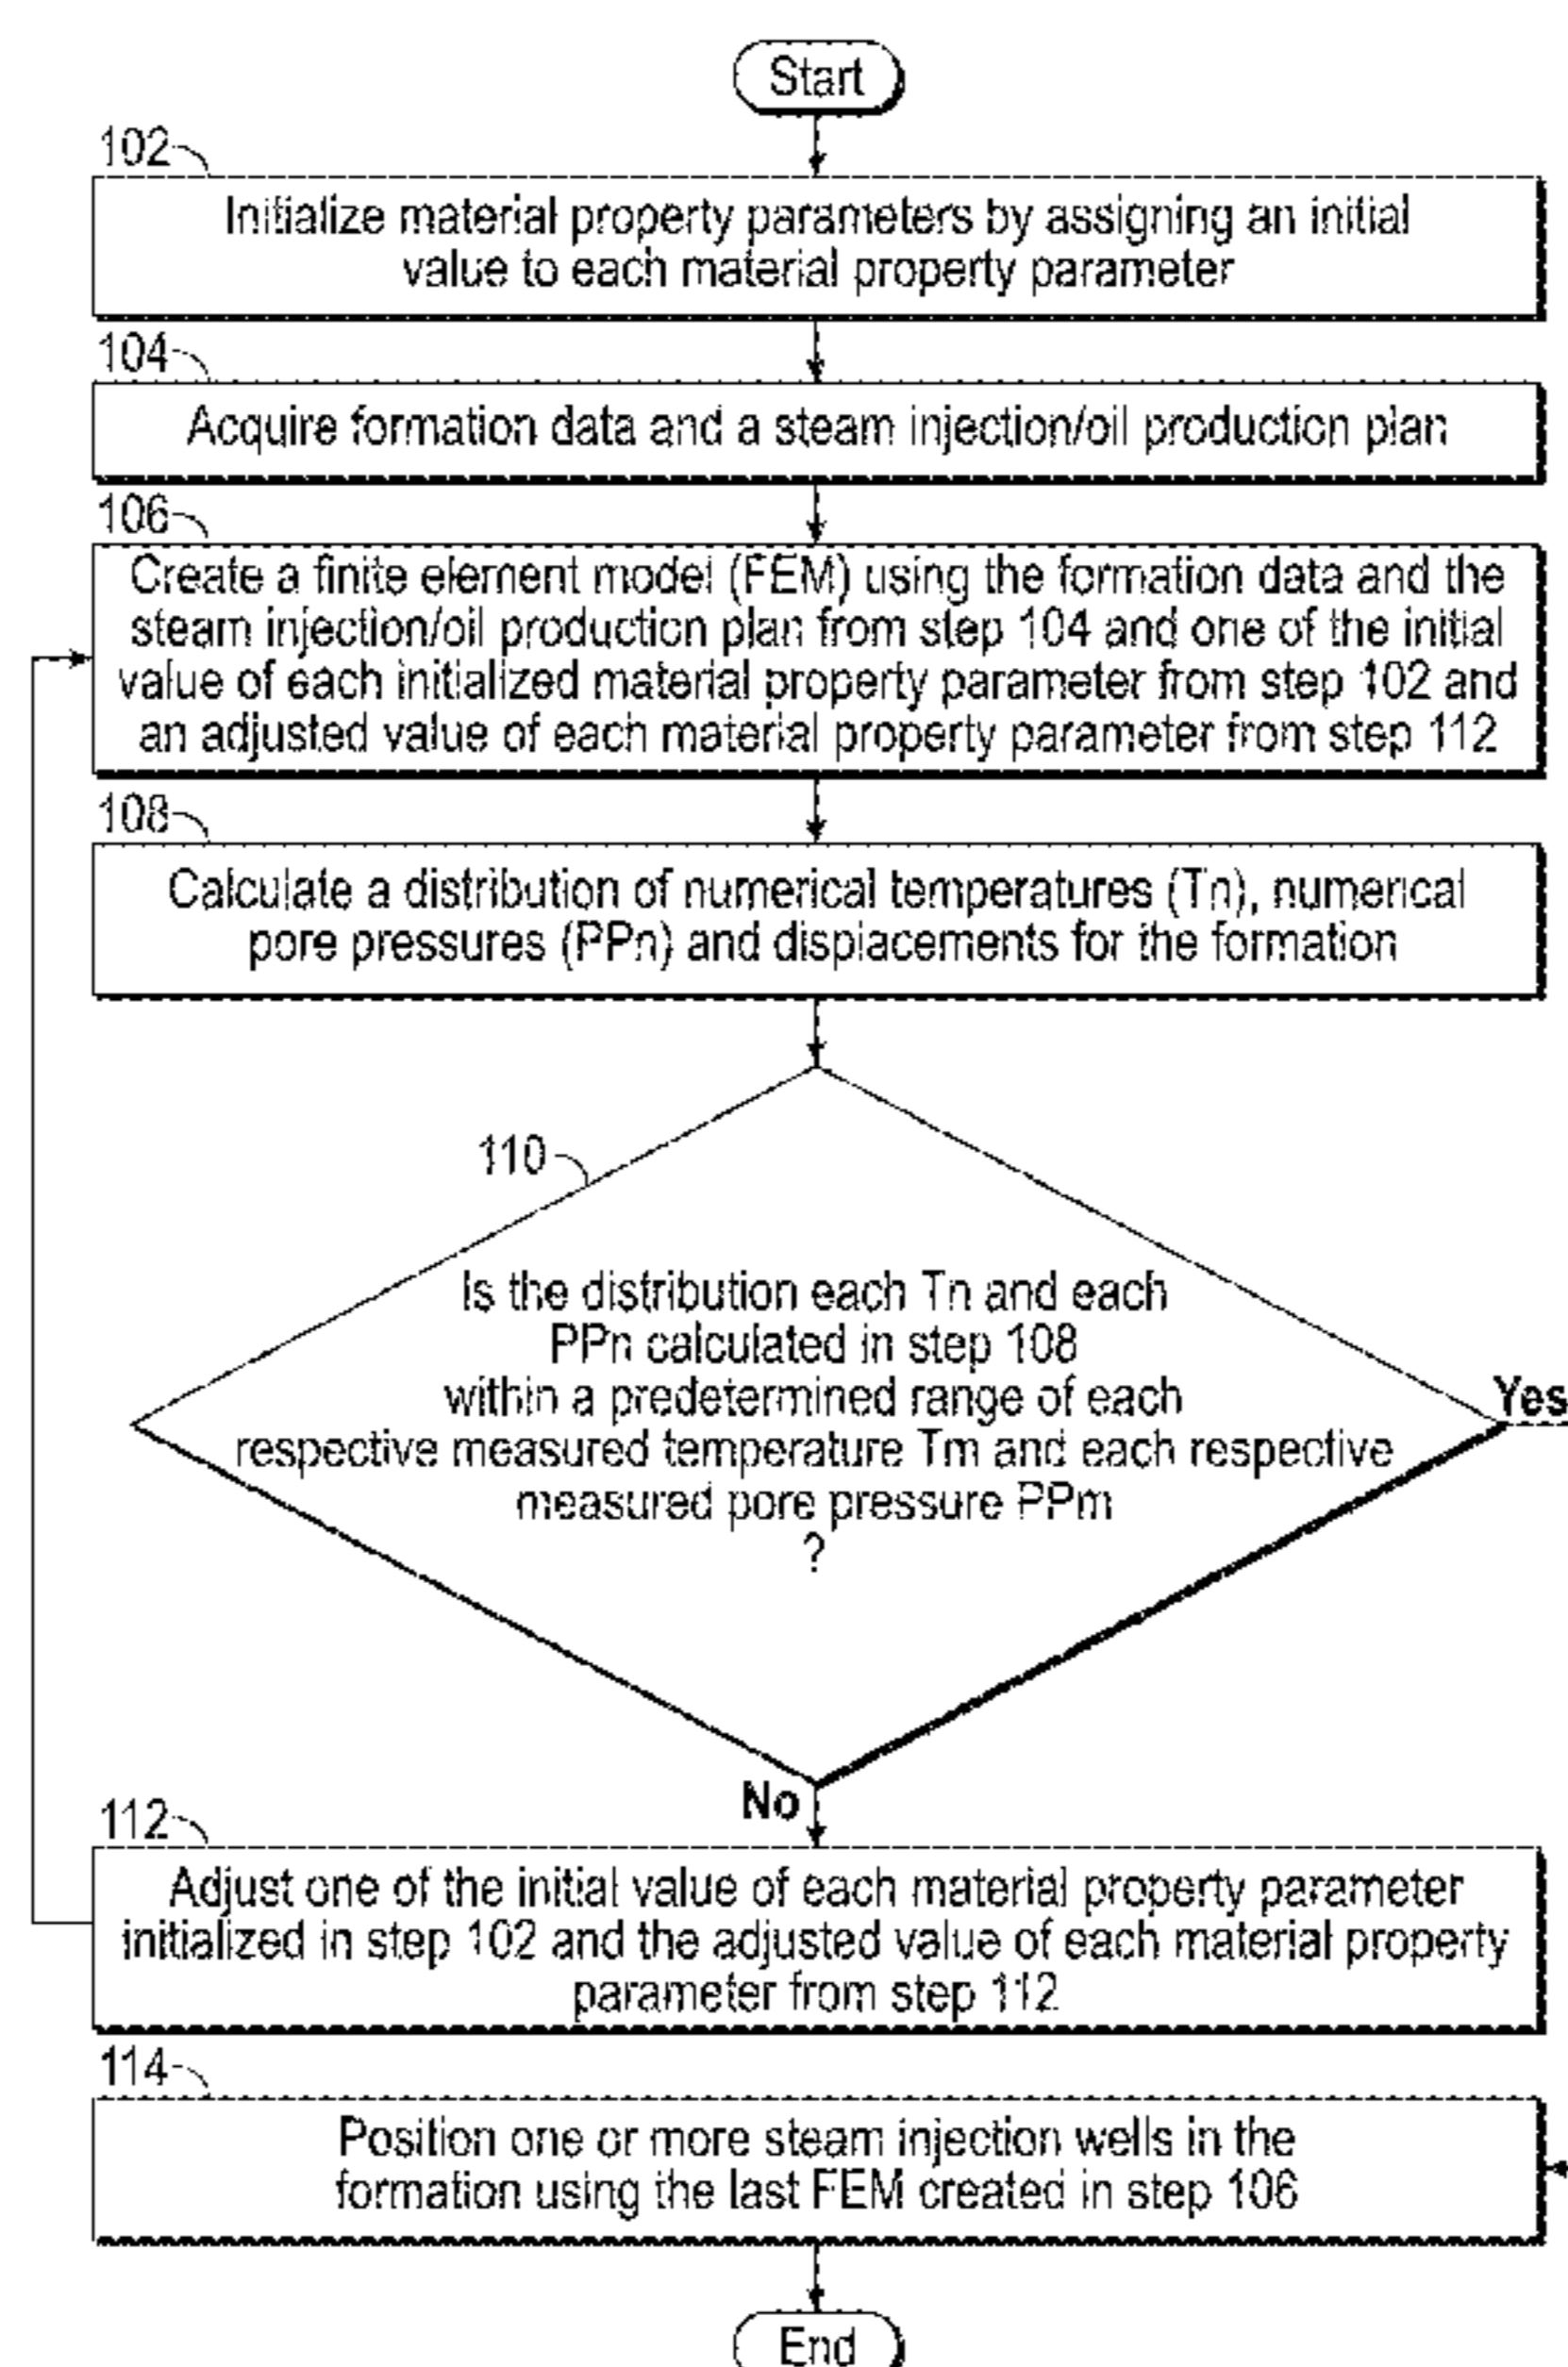 Start
102
Initialize material property parameters by assigning an initial
value to each material property parameter
104
Acquire formation data and a steam injection/oil production plan
106
Create a finite element model (FEM) using the formation data and the
steam injection/oil production plan from step 104 and one of the initial
value of each initialized material property parameter from step 102 and
an adjusted value of each material property parameter from step 112
108
Calculate a distribution of numerical temperatures (Tn), numerical
pore pressures (PPn) and displacements for the formation
110
Is the distribution each Tn and each
PPn calculated in step 108
within a predetermined range of each
respective measured temperature Tm and each respective
measured pore pressure PPm
?
Yes
No
112
Adjust one of the initial value of each material property parameter
initialized in step 102 and the adjusted value of each material property
parameter from step 112
114
Position one or more steam injection wells in the
formation using the last FEM created in step 106
End